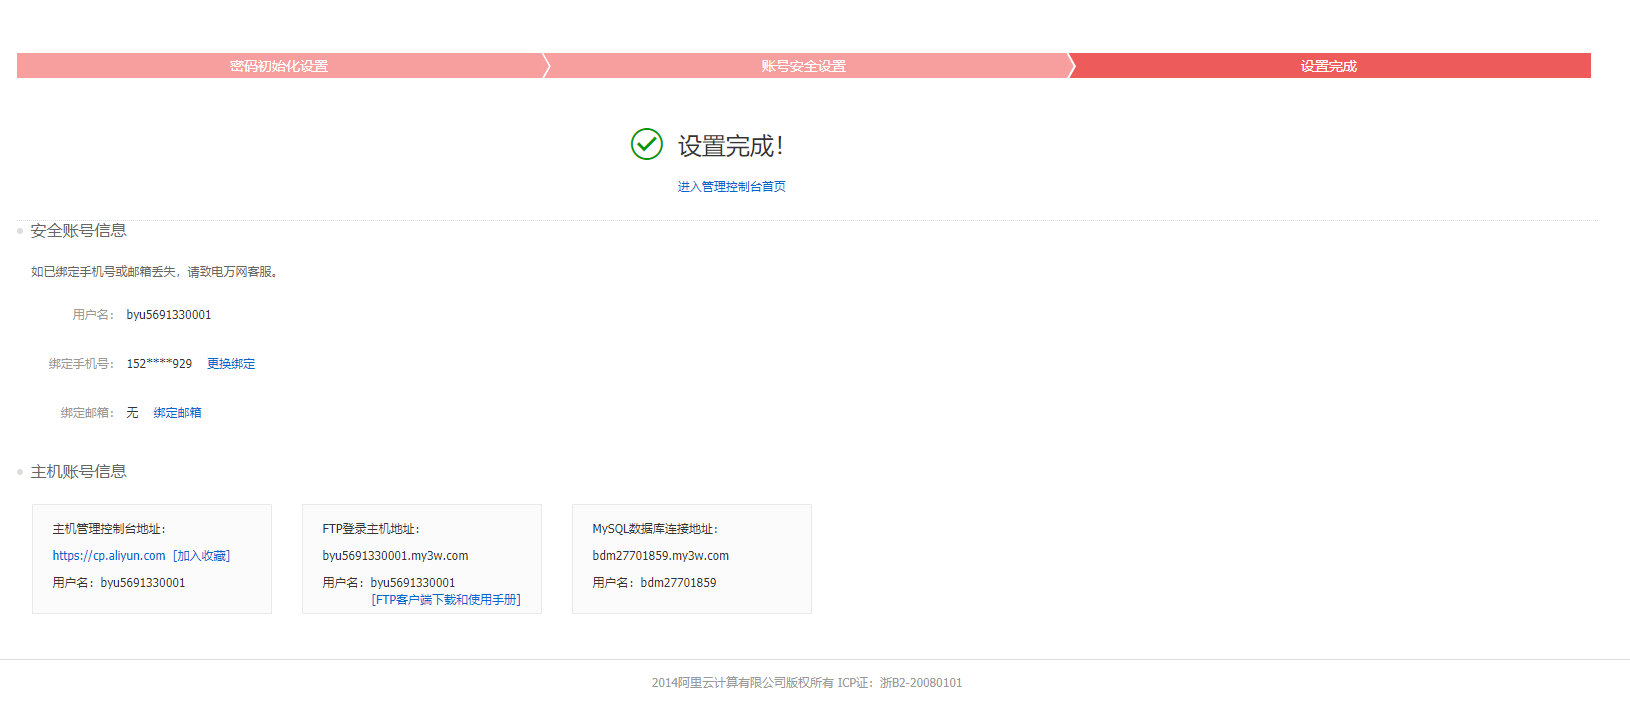 密码初始化设置
账号安全设置
设置完成
设置完成！
进入管理控制台首页
安全账号信息
如已绑定手机号或邮箱丢失，请致电万网客服。
用户名： byu5691330001
绑定手机号： 152****929 更换绑定
绑定邮箱： 无 绑定邮箱
主机账号信息
主机管理控制台地址：
https://cp.aliyun.com [加入收藏]
用户名：byu5691330001
FTP登录主机地址：
byu5691330001.my3w.com
用户名：byu5691330001
[FTP客户端下载和使用手册]
MySQL数据库连接地址：
bdm27701859.my3w.com
用户名：bdm27701859
2014阿里云计算有限公司版权所有 ICP证：浙B2-20080101